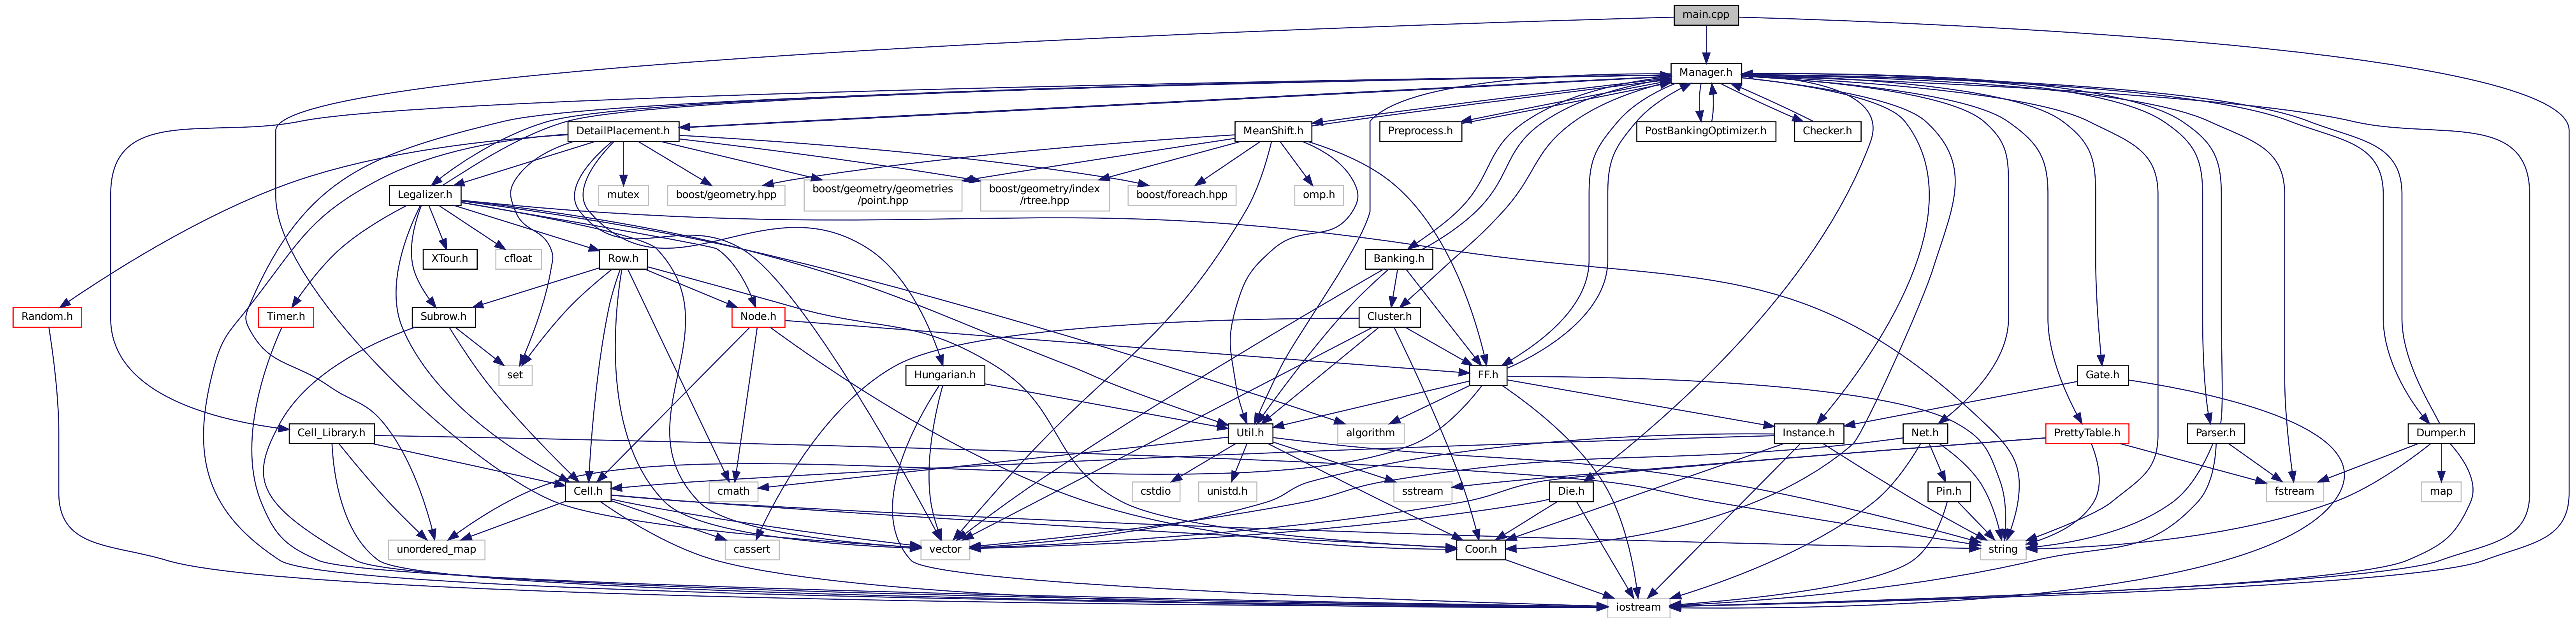 main.cpp
Manager.h
DetailPlacement.h
MeanShift.h
Preprocess.h
PostBankingOptimizer.h
Checker.h
Legalizer.h
mutex
boost/geometry.hpp
boost/geometry/geometries
/point.hpp
boost/geometry/index
/rtree.hpp
boost/foreach.hpp
omp.h
XTour.h
cfloat
Row.h
Banking.h
Random.h
Timer.h
Subrow.h
Node.h
Cluster.h
set
Hungarian.h
FF.h
Gate.h
Cell_Library.h
Util.h
algorithm
Instance.h
Net.h
PrettyTable.h
Parser.h
Dumper.h
Cell.h
cmath
cstdio
unistd.h
sstream
Die.h
Pin.h
fstream
map
unordered_map
cassert
vector
Coor.h
string
iostream